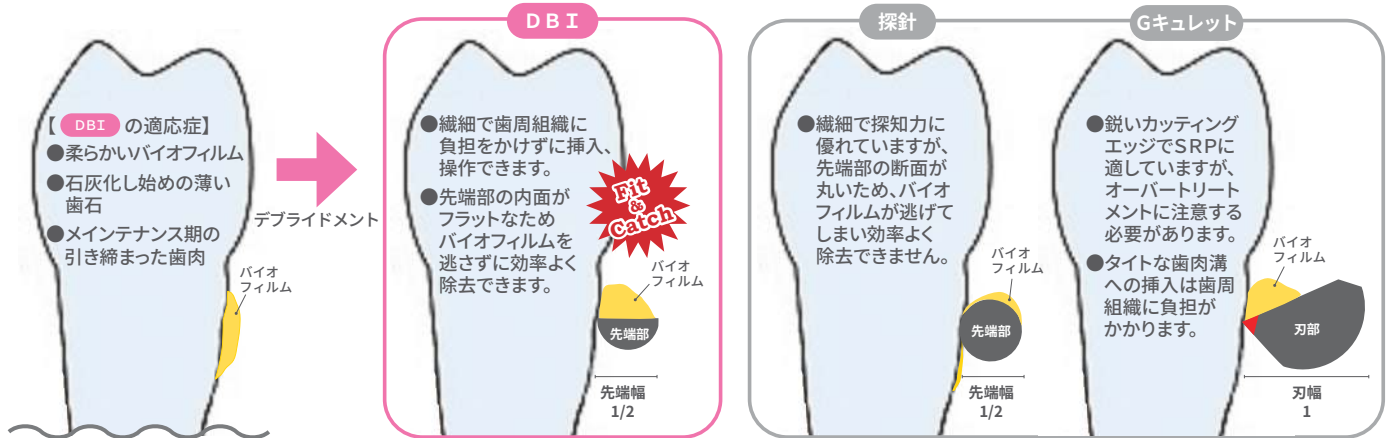 【 DBI の適応症】
●柔らかいバイオフィルム
●石灰化し始めの薄い
歯石
●メインテナンス期の
引き締まった歯肉
バイオ
フィルム
デブライドメント
DBI
●繊細で歯周組織に
負担をかけずに挿入、
操作できます。
●先端部の内面が
フラットなため
バイオフィルムを
逃さずに効率よく
除去できます。
Fit
&
Catch
バイオ
フィルム
先端部
先端幅
1/2
探針
●繊細で探知力に
優れていますが、
先端部の断面が
丸いため、バイオ
フィルムが逃げて
しまい効率よく
除去できません。
バイオ
フィルム
先端部
先端幅
1/2
Gキュレット
●鋭いカッティング
エッジでSRPに
適していますが、
オーバートリート
メントに注意する
必要があります。
●タイトな歯肉溝
への挿入は歯周
組織に負担が
かかります。
バイオ
フィルム
刃部
刃幅
1